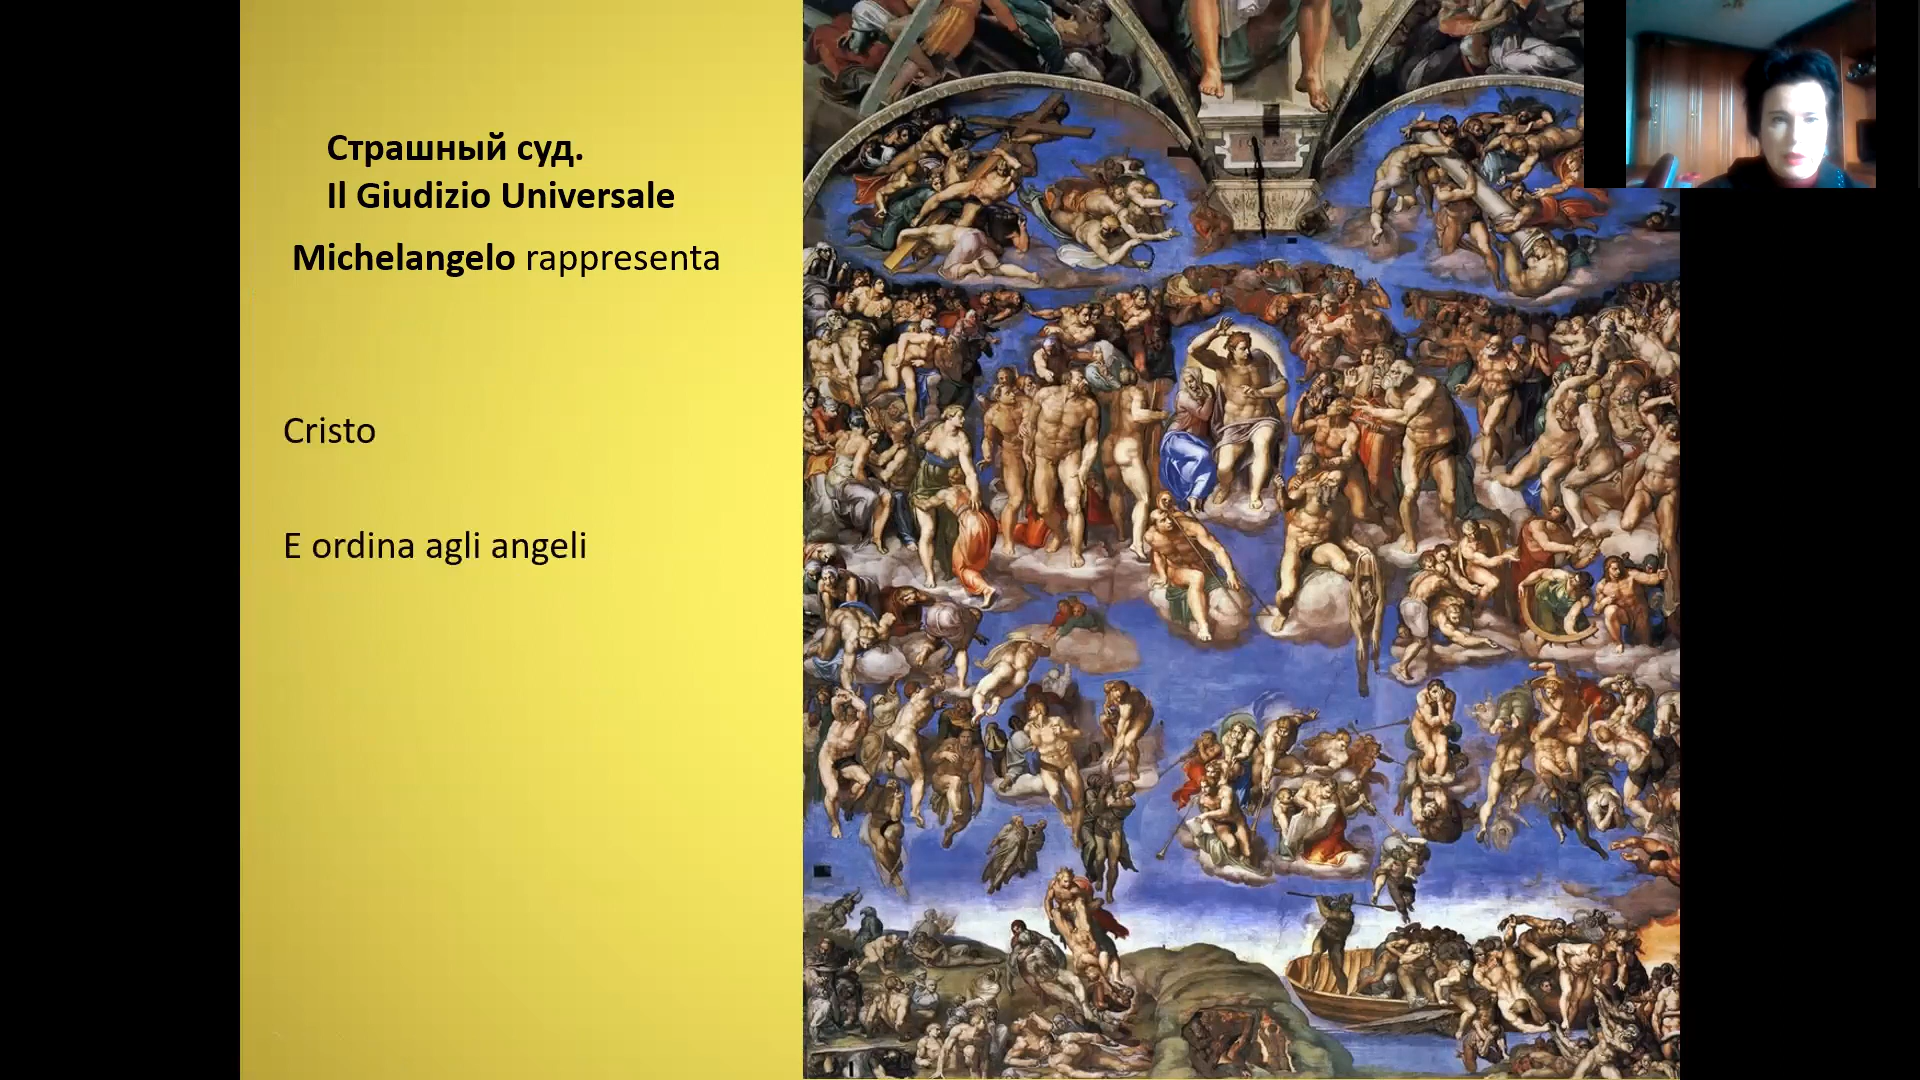 Страшный суд.
Il Giudizio Universale
Michelangelo rappresenta
Cristo
E ordina agli angeli